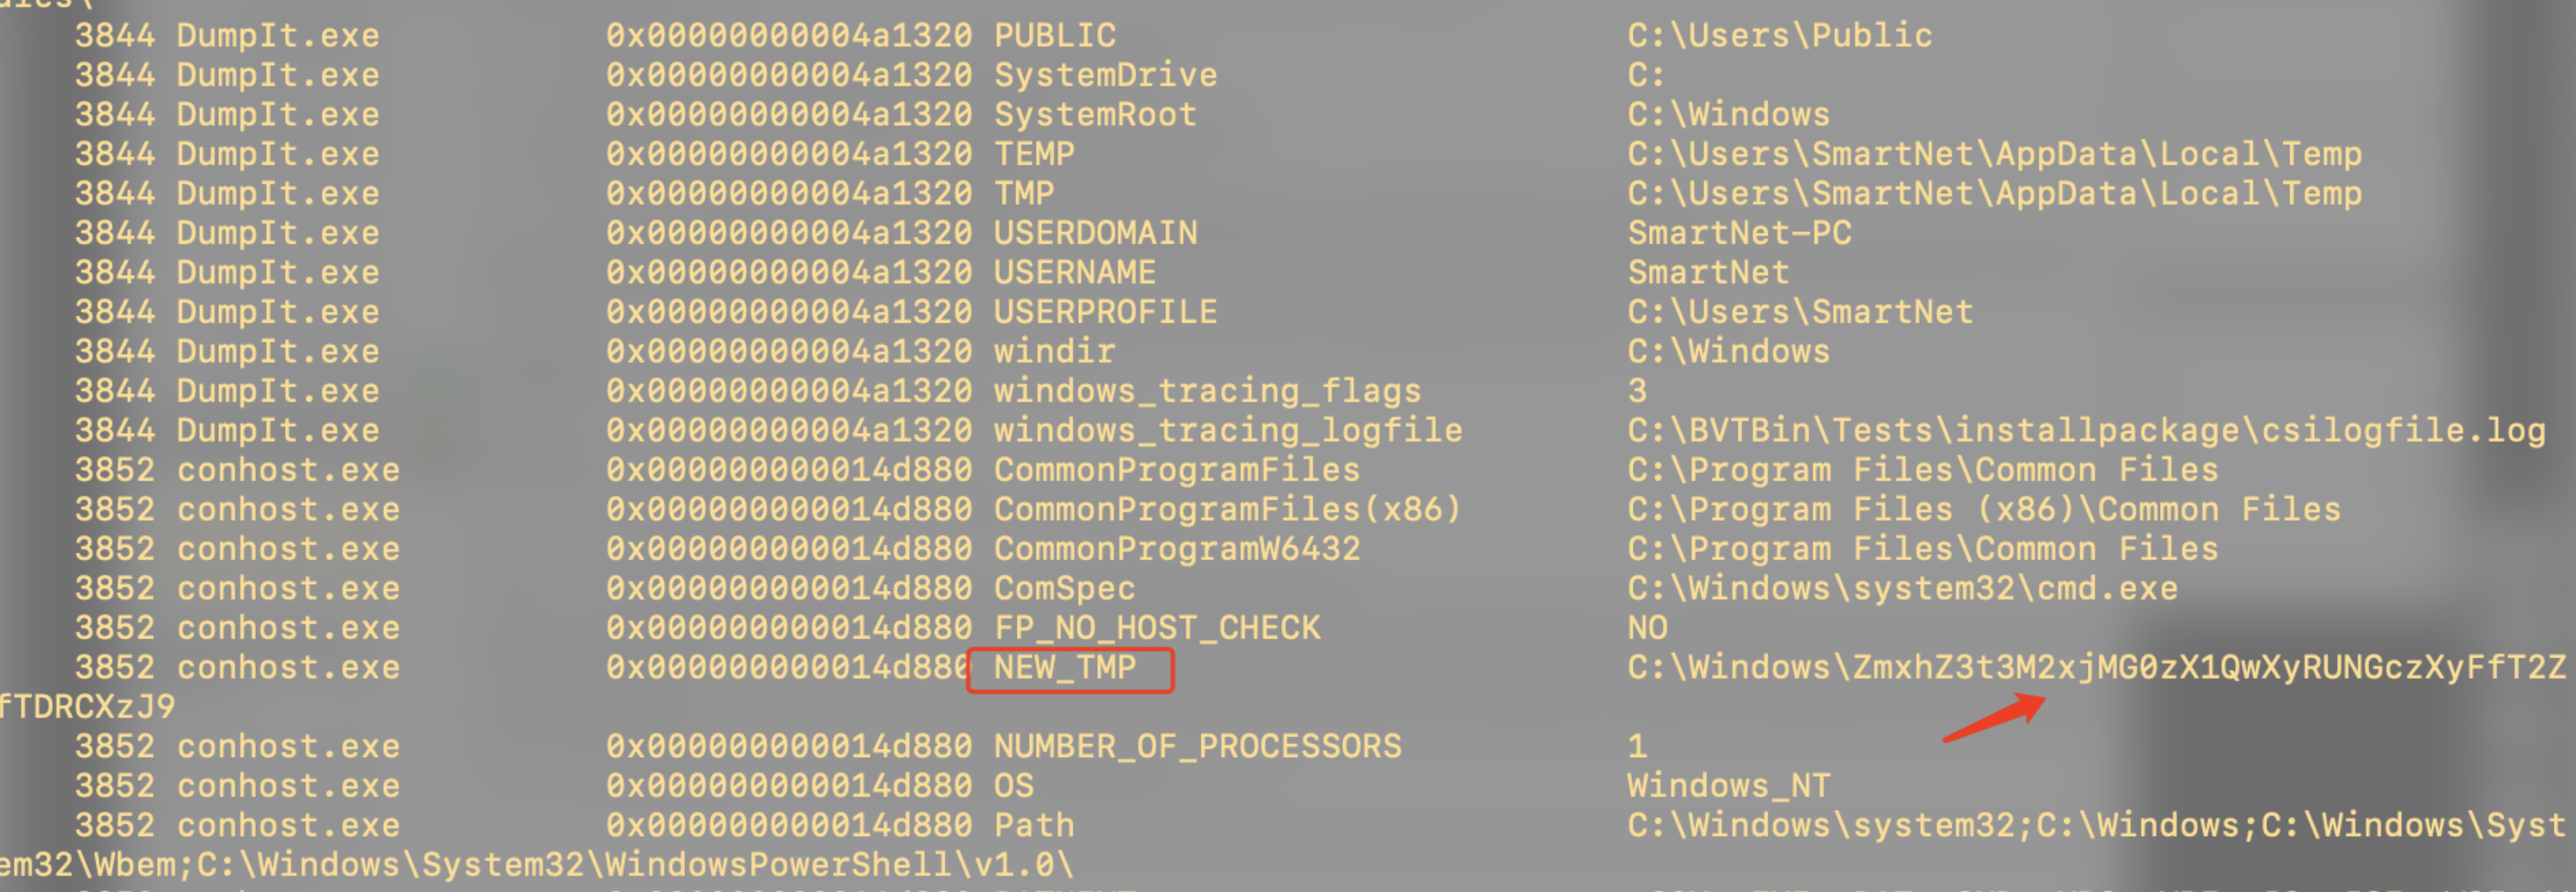 3844 DumpIt.exe 0x00000000004a1320 PUBLIC C:\Users\Public
3844 DumpIt.exe 0x00000000004a1320 SystemDrive C:
3844 DumpIt.exe 0x00000000004a1320 SystemRoot C:\Windows
3844 DumpIt.exe 0x00000000004a1320 TEMP C:\Users\SmartNet\AppData\Local\Temp
3844 DumpIt.exe 0x00000000004a1320 TMP C:\Users\SmartNet\AppData\Local\Temp
3844 DumpIt.exe 0x00000000004a1320 USERDOMAIN SmartNet-PC
3844 DumpIt.exe 0x00000000004a1320 USERNAME SmartNet
3844 DumpIt.exe 0x00000000004a1320 USERPROFILE C:\Users\SmartNet
3844 DumpIt.exe 0x00000000004a1320 windir C:\Windows
3844 DumpIt.exe 0x00000000004a1320 windows_tracing_flags 3
3844 DumpIt.exe 0x00000000004a1320 windows_tracing_logfile C:\BVTBin\Tests\installpackage\csilogfile.log
3852 conhost.exe 0x000000000014d880 CommonProgramFiles C:\Program Files\Common Files
3852 conhost.exe 0x000000000014d880 CommonProgramFiles(x86) C:\Program Files (x86)\Common Files
3852 conhost.exe 0x000000000014d880 CommonProgramW6432 C:\Program Files\Common Files
3852 conhost.exe 0x000000000014d880 ComSpec C:\Windows\system32\cmd.exe
3852 conhost.exe 0x000000000014d880 FP_NO_HOST_CHECK NO
3852 conhost.exe 0x000000000014d880 NEW_TMP C:\Windows\ZmxhZ3t3M2xjMG0zX1QwXyRUNGczXyFfT2Z
fTDRCXzJ9
3852 conhost.exe 0x000000000014d880 NUMBER_OF_PROCESSORS 1
3852 conhost.exe 0x000000000014d880 OS Windows_NT
3852 conhost.exe 0x000000000014d880 Path C:\Windows\system32;C:\Windows;C:\Windows\Syst
em32\Wbem;C:\Windows\System32\WindowsPowerShell\v1.0\